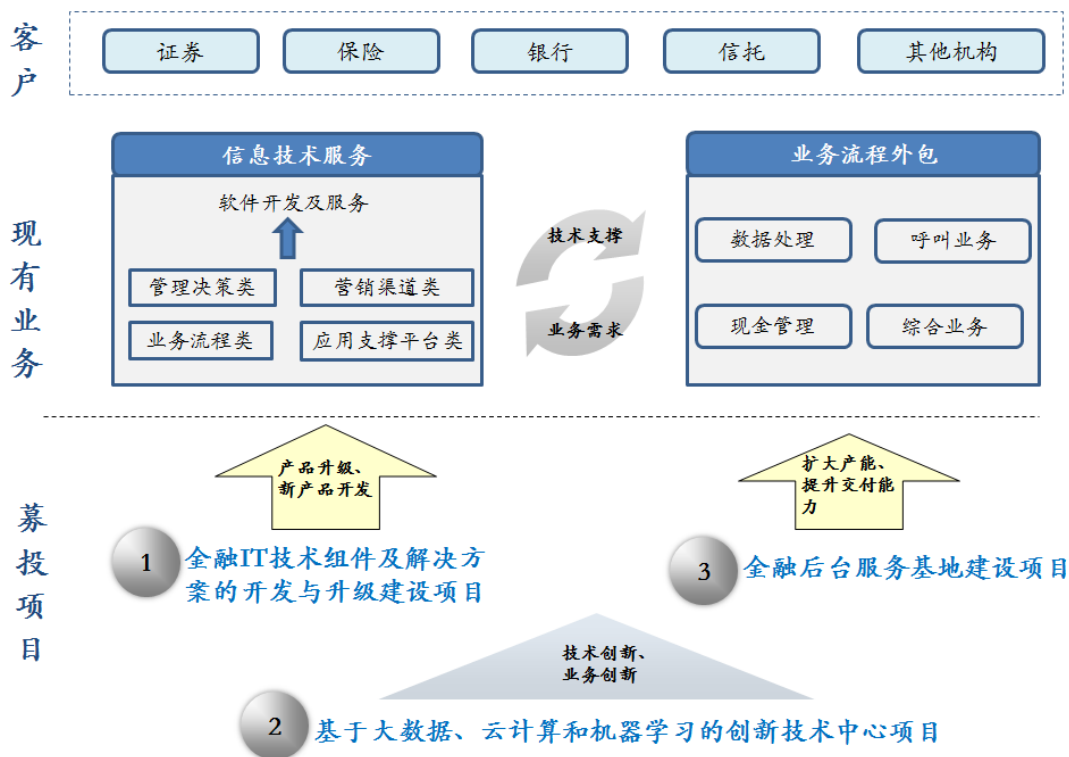 客户
证券
保险
银行
信托
其他机构
现有业务
信息技术服务
软件开发及服务
管理决策类
营销渠道类
业务流程类
应用支撑平台类
技术支撑
业务需求
业务流程外包
数据处理
呼叫业务
现金管理
综合业务
募投项目
产品升级、
新产品开发
扩大产能、
提升交付能
力
1
金融IT技术组件及解决方
案的开发与升级建设项目
3
金融后台服务基地建设项目
技术创新、
业务创新
2
基于大数据、云计算和机器学习的创新技术中心项目